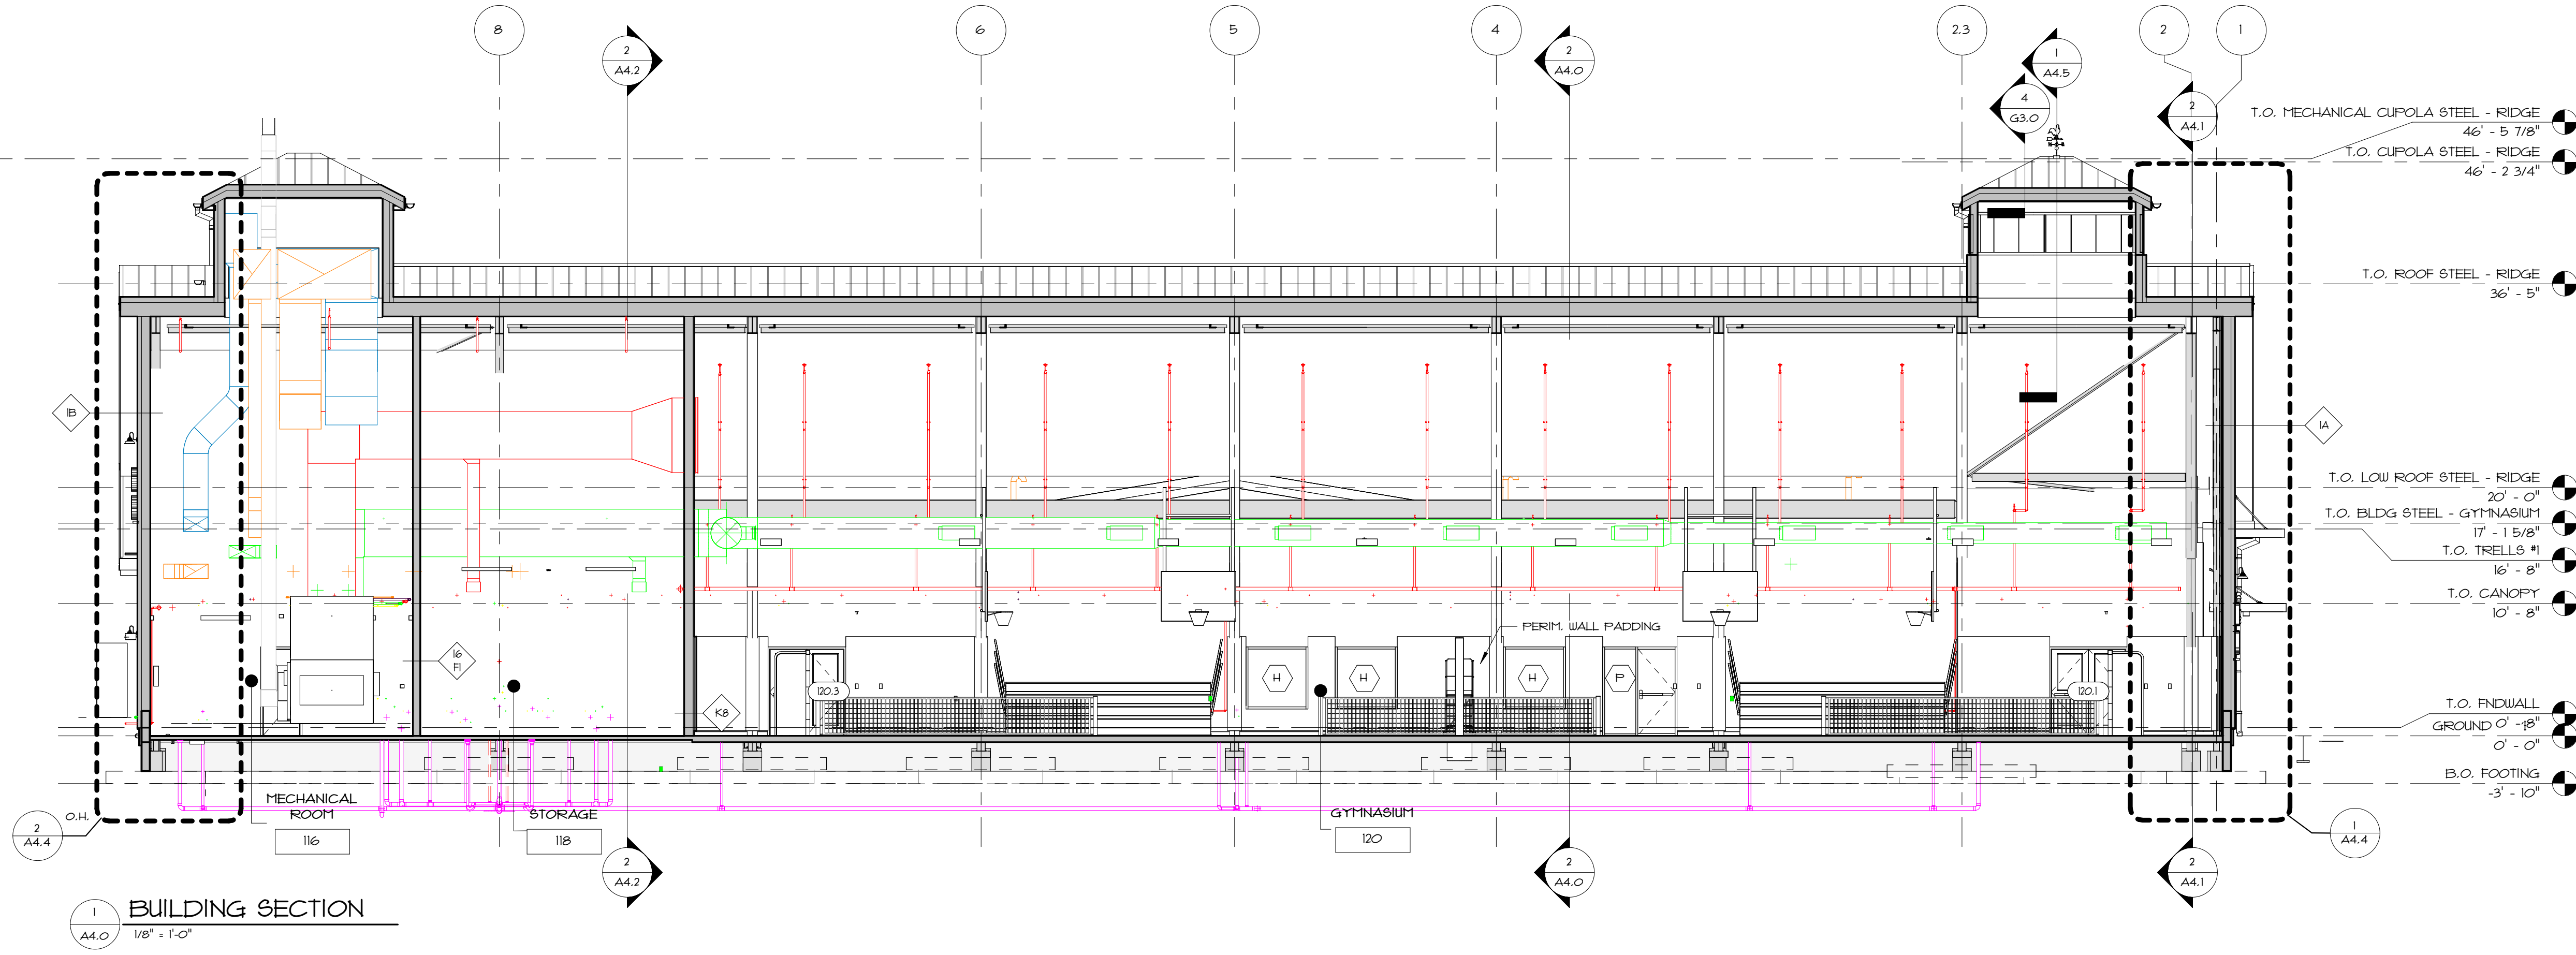 8
6
5
4
2.3
2
1
2
A4.2
2
A4.0
1
A4.5
4
G3.0
2
A4.1
T.O. MECHANICAL CUPOLA STEEL - RIDGE
46' - 5 7/8"
T.O. CUPOLA STEEL - RIDGE
46' - 2 3/4"
T.O. ROOF STEEL - RIDGE
36' - 5"
1B
1A
T.O. LOW ROOF STEEL - RIDGE
20' - 0"
T.O. BLDG STEEL - GYMNASIUM
17' - 1 5/8"
T.O. TRELLS #1
16' - 8"
T.O. CANOPY
10' - 8"
PERIM. WALL PADDING
16
F1
H
H
H
P
120.3
120.1
K8
T.O. FNDWALL
0' - 8"
GROUND
0' - 0"
B.O. FOOTING
-3' - 10"
MECHANICAL
ROOM
116
STORAGE
118
GYMNASIUM
120
O.H.
2
A4.4
1
A4.4
2
A4.2
2
A4.0
2
A4.1
1
A4.0
BUILDING SECTION
1/8" = 1'-0"